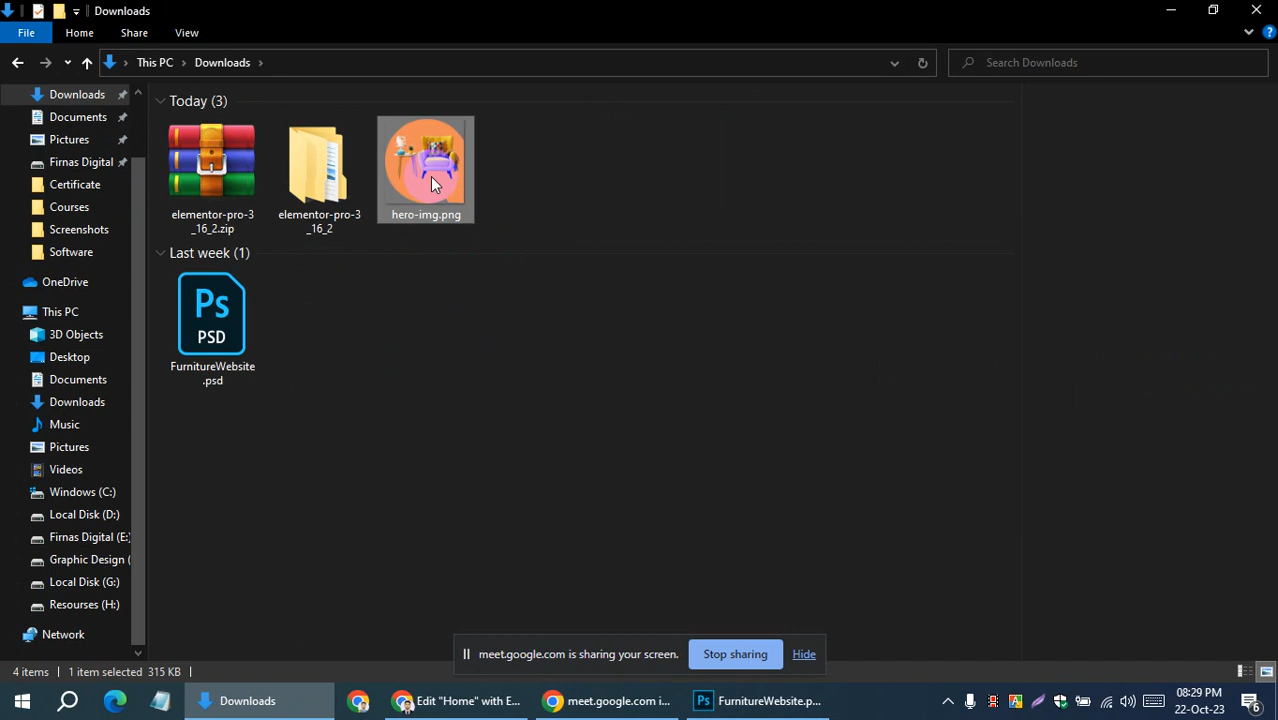 Downloads
File
Home
Share
View
This PC
Downloads
Search Downloads
Downloads
Documents
Pictures
Firnas Digital
Certificate
Courses
Screenshots
Software
OneDrive
This PC
3D Objects
Desktop
Documents
Downloads
Music
Pictures
Videos
Windows (C:)
Local Disk (D:)
Firnas Digital (E:)
Graphic Design (
Local Disk (G:)
Resourses (H:)
Network
Today (3)
elementor-pro-3
_16_2.zip
elementor-pro-3
_16_2
hero-img.png
Last week (1)
Ps
PSD
FurnitureWebsite
.psd
meet.google.com is sharing your screen.
Stop sharing
Hide
4 items
1 item selected 315 KB
Downloads
Edit "Home" with E...
meet.google.com i...
Ps
FurnitureWebsite.p...
08:29 PM
22-Oct-23
6